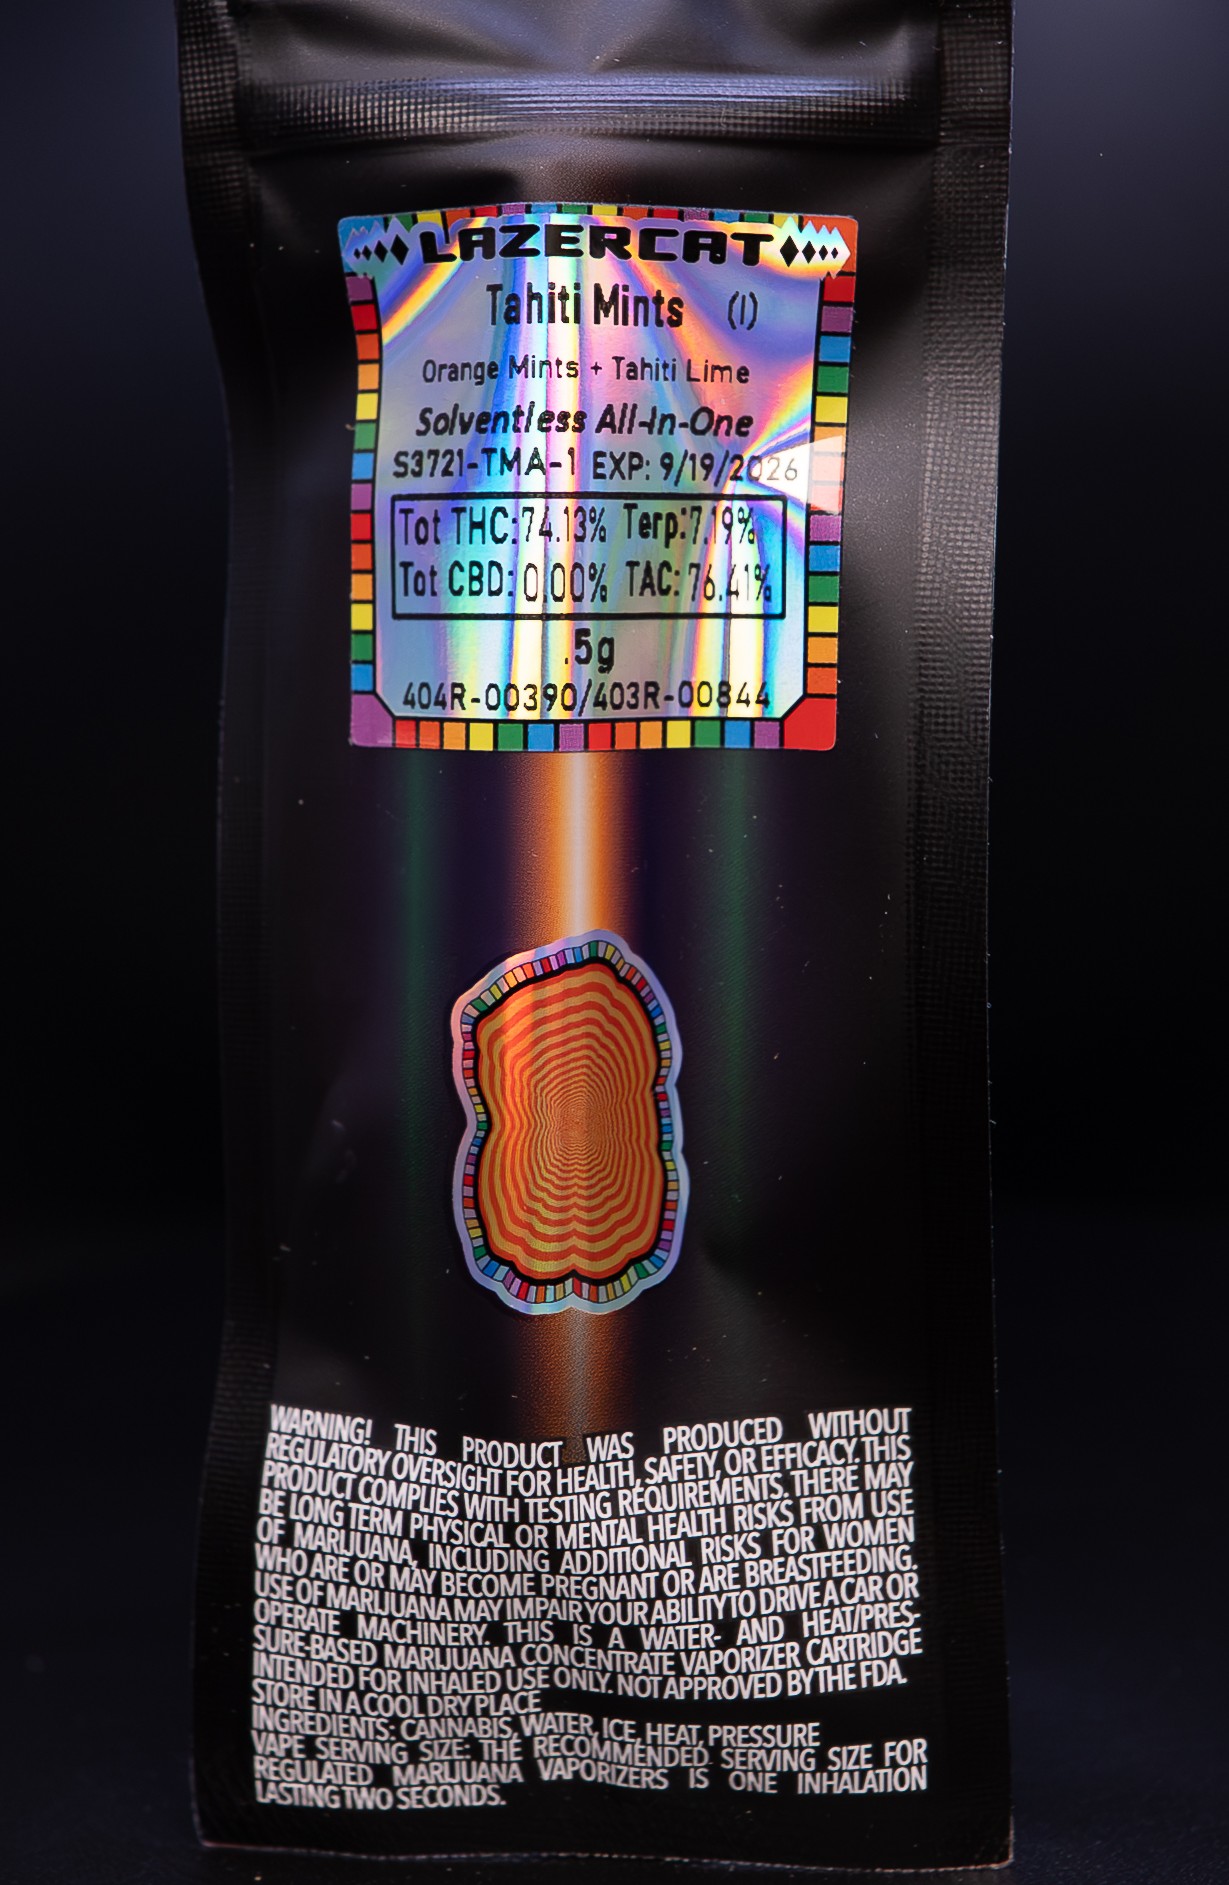 LAZERCAT
Tahiti Mints (I)
Orange Mints + Tahiti Lime
Solventless All-In-One
S3721-TMA-1 EXP: 9/19/2026
Tot THC: 74.13% Terp: 7.19%
Tot CBD: 0.00% TAC: 76.41%
.5g
404R-00390/403R-00844
WARNING! THIS PRODUCT WAS PRODUCED WITHOUT
REGULATORY OVERSIGHT FOR HEALTH, SAFETY, OR EFFICACY. THIS
PRODUCT COMPLIES WITH TESTING REQUIREMENTS. THERE MAY
BE LONG TERM PHYSICAL OR MENTAL HEALTH RISKS FROM USE
OF MARIJUANA, INCLUDING ADDITIONAL RISKS FOR WOMEN
WHO ARE OR MAY BECOME PREGNANT OR ARE BREASTFEEDING.
USE OF MARIJUANA MAY IMPAIR YOUR ABILITY TO DRIVE A CAR OR
OPERATE MACHINERY. THIS IS A WATER- AND HEAT/PRES-
SURE-BASED MARIJUANA CONCENTRATE VAPORIZER CARTRIDGE
INTENDED FOR INHALED USE ONLY. NOT APPROVED BY THE FDA.
STORE IN A COOL DRY PLACE
INGREDIENTS: CANNABIS, WATER, ICE, HEAT, PRESSURE
VAPE SERVING SIZE: THE RECOMMENDED SERVING SIZE FOR
REGULATED MARIJUANA VAPORIZERS IS ONE INHALATION
LASTING TWO SECONDS.